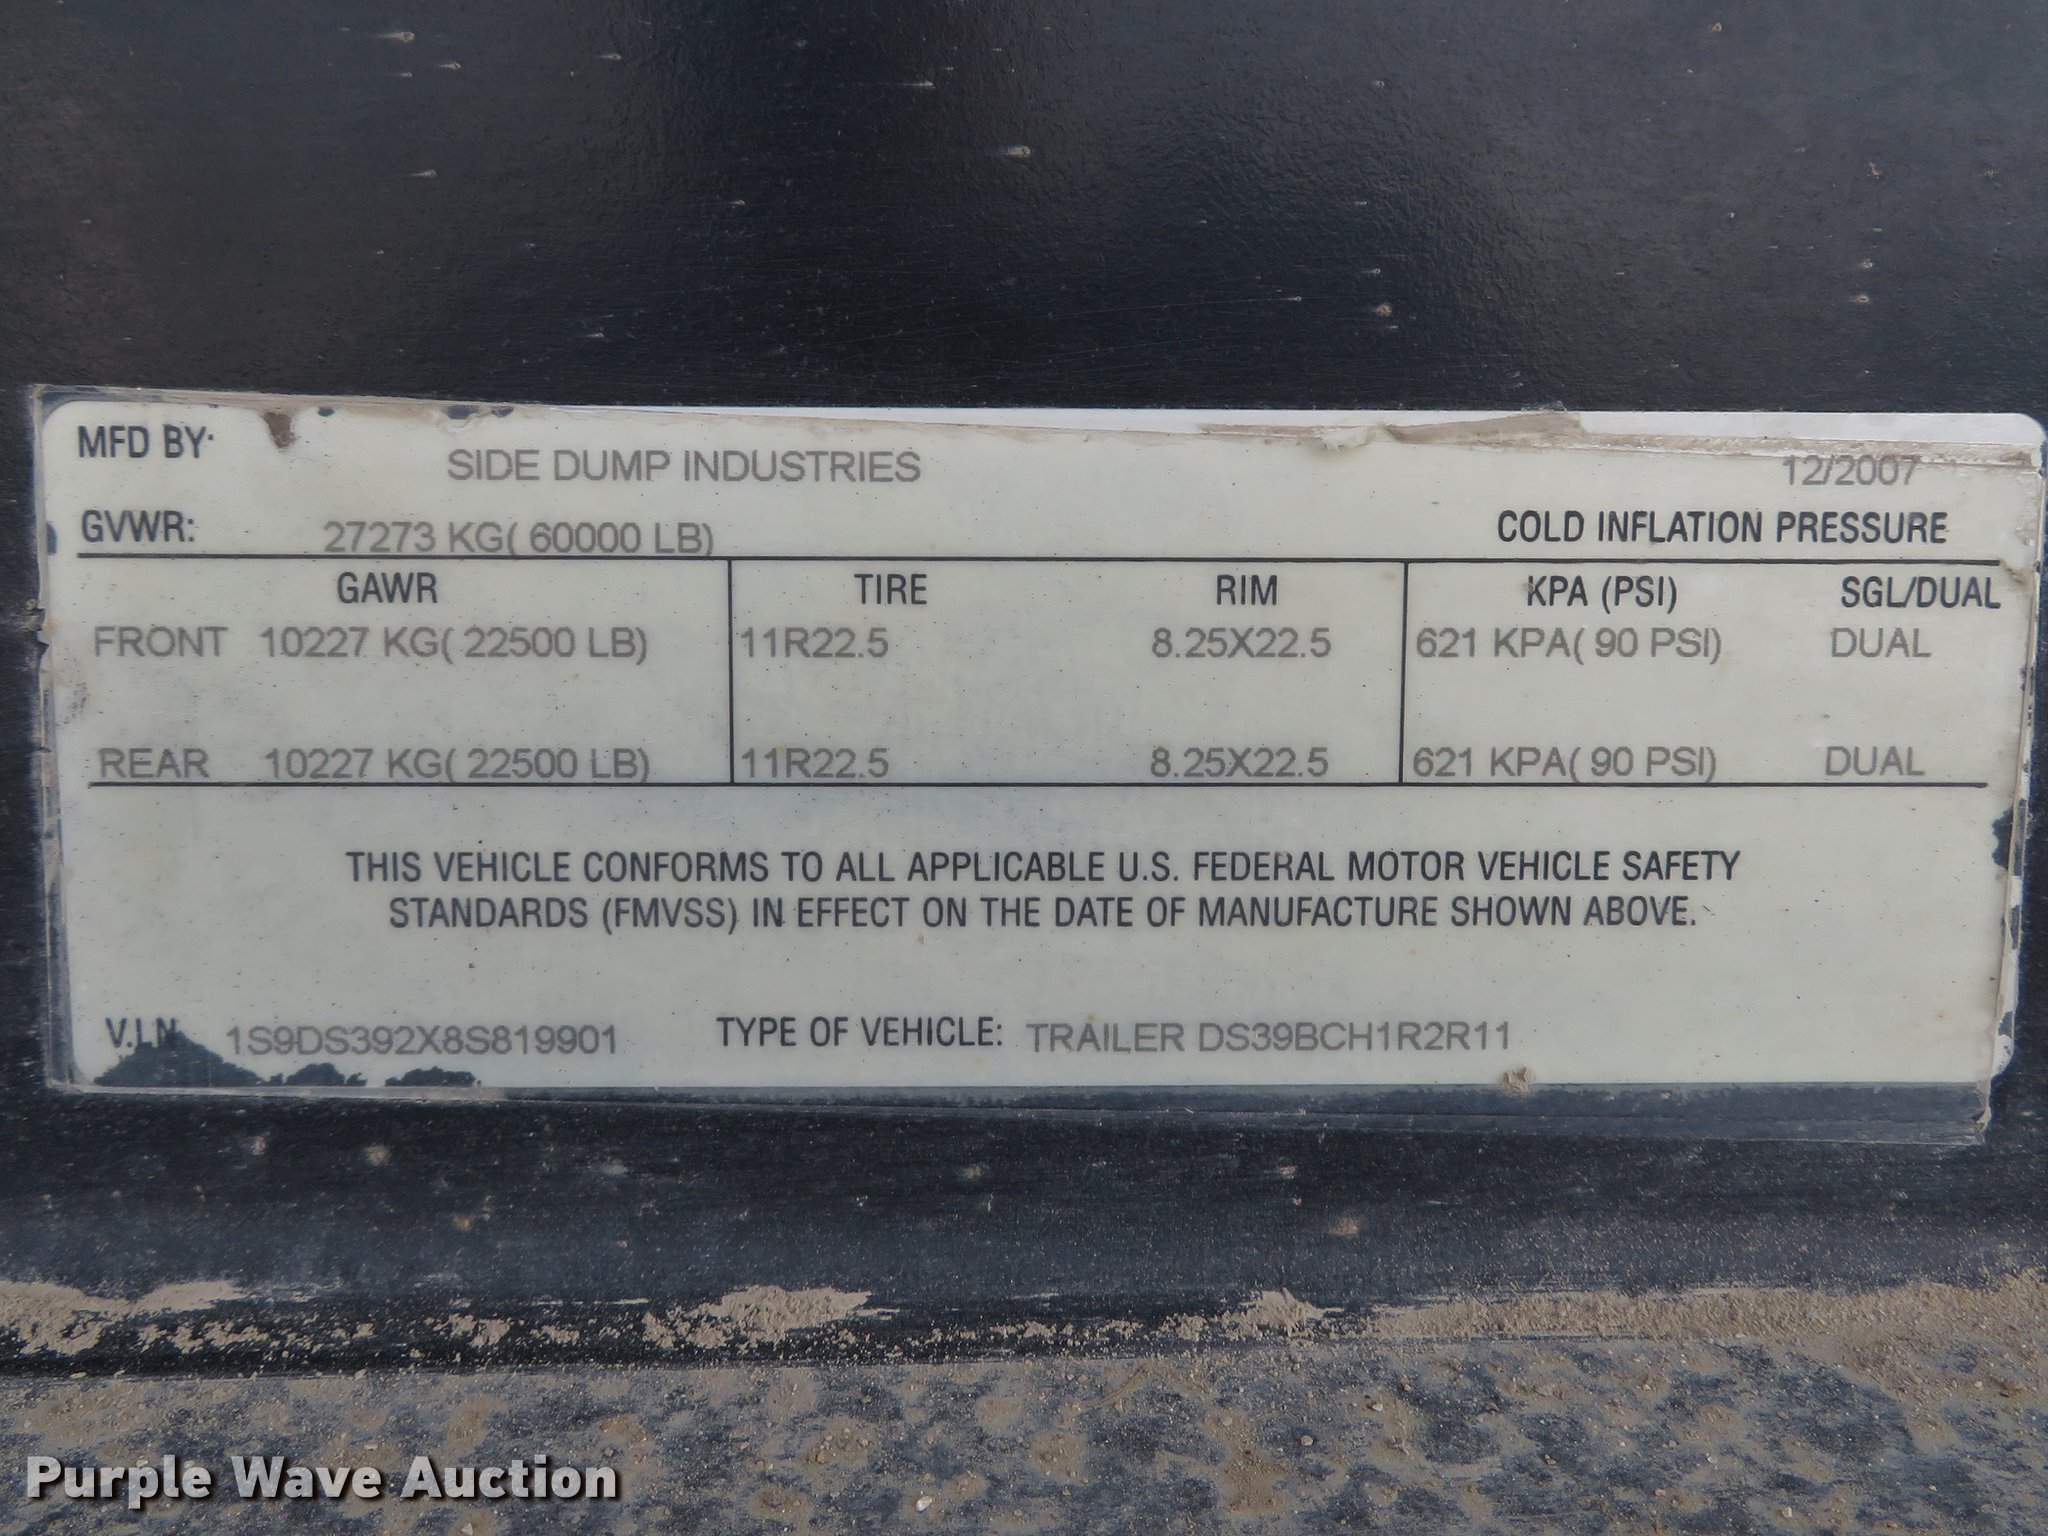 MFD BY:
SIDE DUMP INDUSTRIES 12/2007
GVWR: 27273 KG( 60000 LB) COLD INFLATION PRESSURE
GAWR TIRE RIM KPA (PSI) SGL/DUAL
FRONT 10227 KG( 22500 LB) 11R22.5 8.25X22.5 621 KPA( 90 PSI) DUAL
REAR 10227 KG( 22500 LB) 11R22.5 8.25X22.5 621 KPA( 90 PSI) DUAL
THIS VEHICLE CONFORMS TO ALL APPLICABLE U.S. FEDERAL MOTOR VEHICLE SAFETY
STANDARDS (FMVSS) IN EFFECT ON THE DATE OF MANUFACTURE SHOWN ABOVE.
V.I.N. 1S9DS392X8S819901 TYPE OF VEHICLE: TRAILER DS39BCH1R2R11
Purple Wave Auction